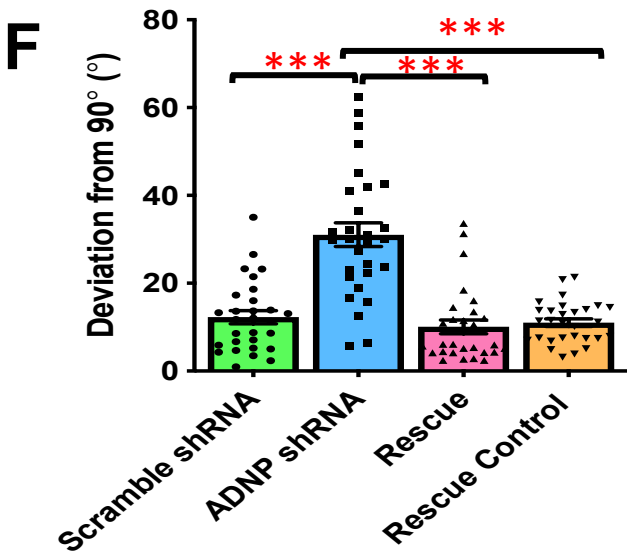 F
80
60
40
20
0
Deviation from 90° (°)
***
***
***
Scramble shRNA
ADNP shRNA
Rescue
Rescue Control